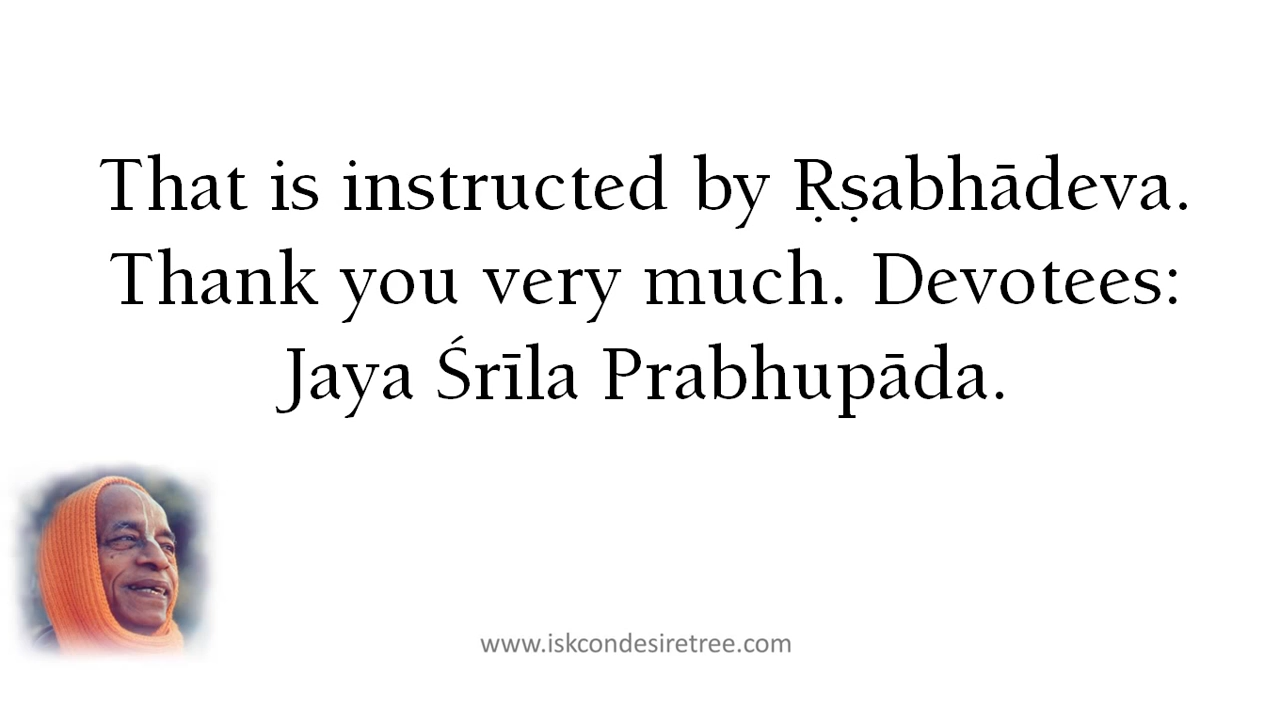 That is instructed by Ṛṣabhādeva.
Thank you very much. Devotees:
Jaya Śrīla Prabhupāda.
www.iskcondesiretree.com